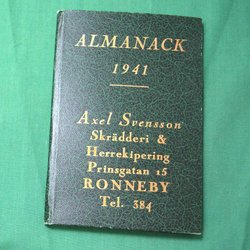 ALMANACK
1941
Axel Svensson
Skrädderi &
Herrekipering
Prinsgatan 15
RONNEBY
Tel. 384